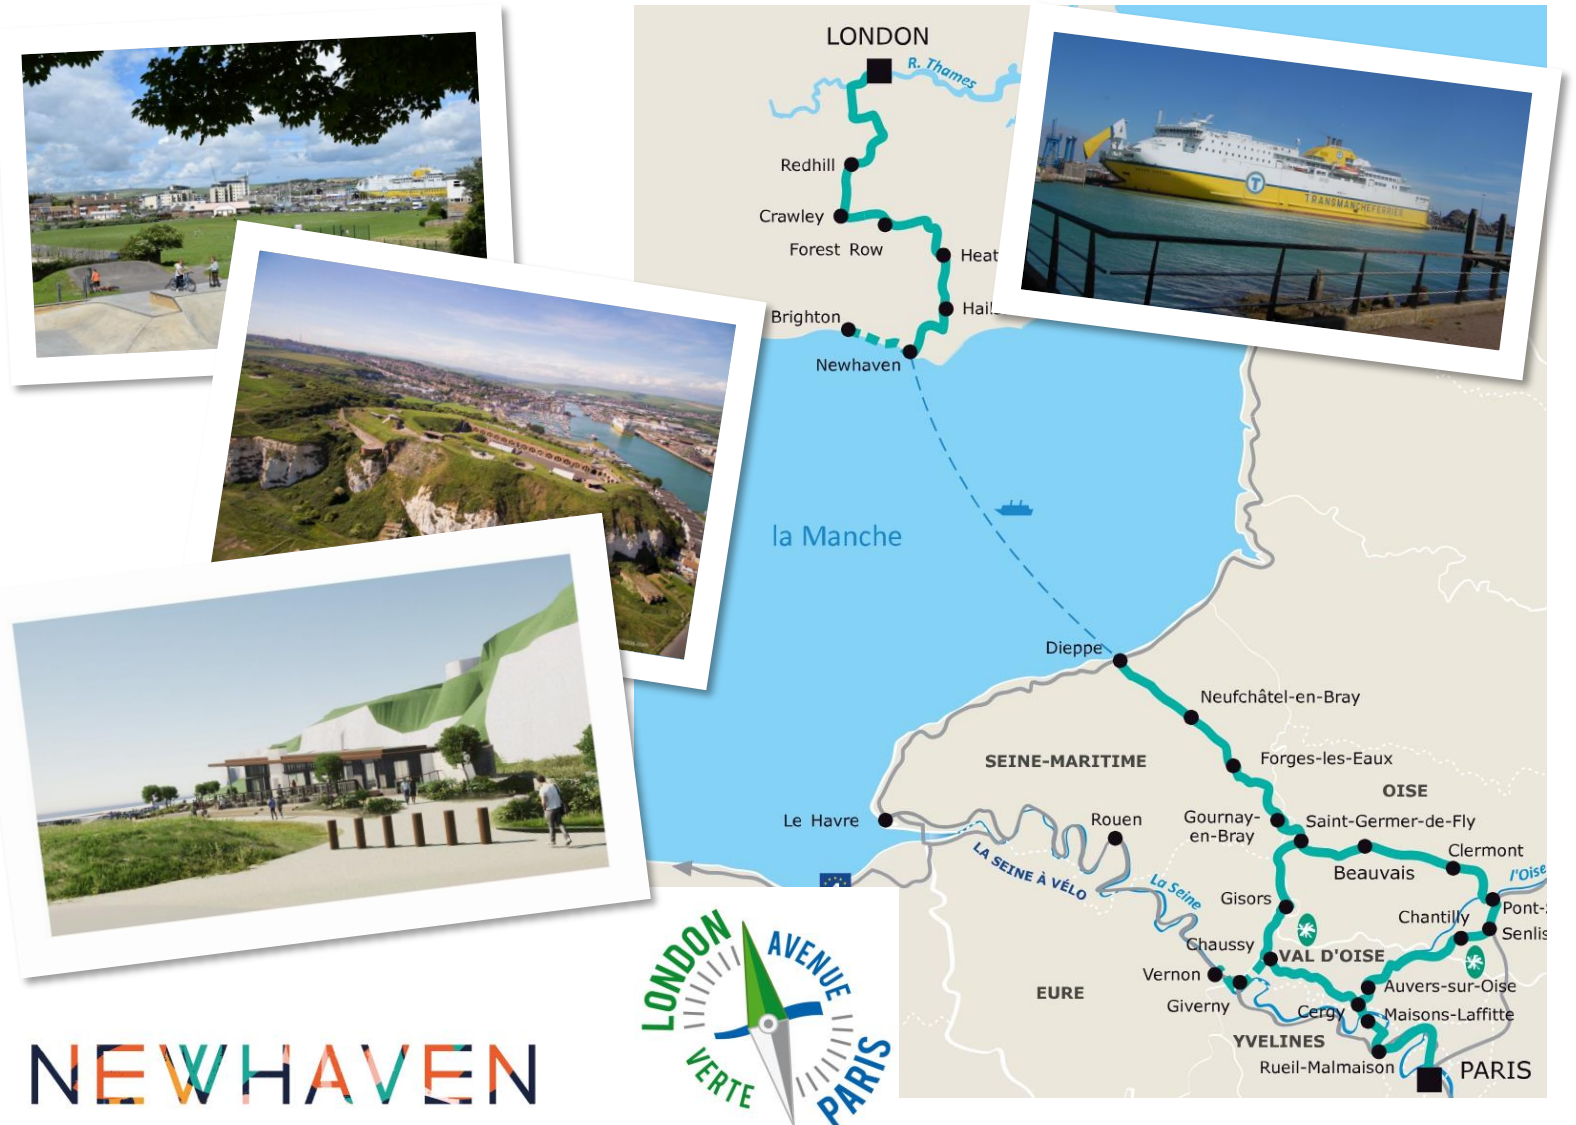 LONDON
R. Thames
Redhill
Crawley
Forest Row
Heat
Brighton
Newhaven
TRANSMANCHEFERRIES
T
la Manche
Dieppe
Neufchâtel-en-Bray
Forges-les-Eaux
SEINE-MARITIME
OISE
Le Havre
Rouen
Gournay-
en-Bray
Saint-Germer-de-Fly
Clermont
Beauvais
l'Oise
LA SEINE À VÉLO
La Seine
Gisors
Chantilly
Pont-
Senlis
Chaussy
VAL D'OISE
Vernon
Giverny
EURE
Auvers-sur-Oise
Cergy
Maisons-Laffitte
YVELINES
Rueil-Malmaison
PARIS
NEWHAVEN
LONDON
AVENUE
VERTE
PARIS